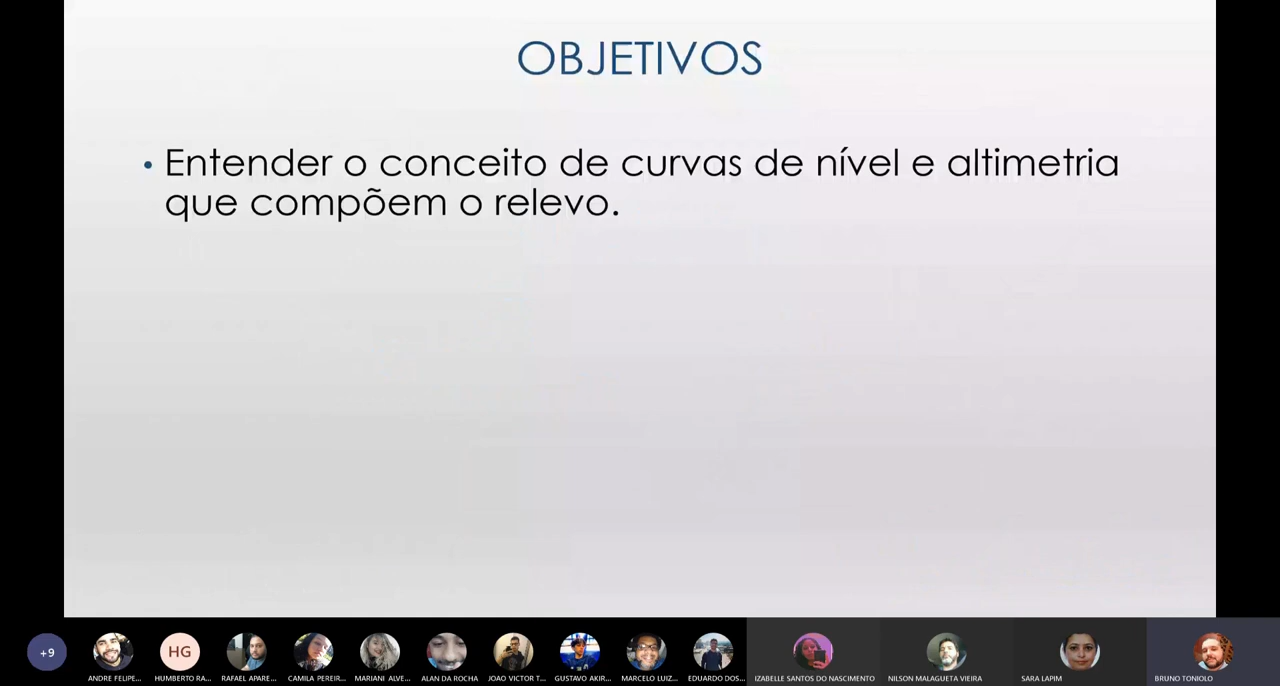 OBJETIVOS
• Entender o conceito de curvas de nível e altimetria
que compõem o relevo.
+9
ANDRE FELIPE...
HG
HUMBERTO RA...
RAFAEL APARE...
CAMILA PEREIR...
MARIANI ALVE...
ALAN DA ROCHA
JOAO VICTOR T...
GUSTAVO AKIR...
MARCELO LUIZ...
EDUARDO DOS...
IZABELLE SANTOS DO NASCIMENTO
NILSON MALAGUETA VIEIRA
SARA LAPIM
BRUNO TONIOLO